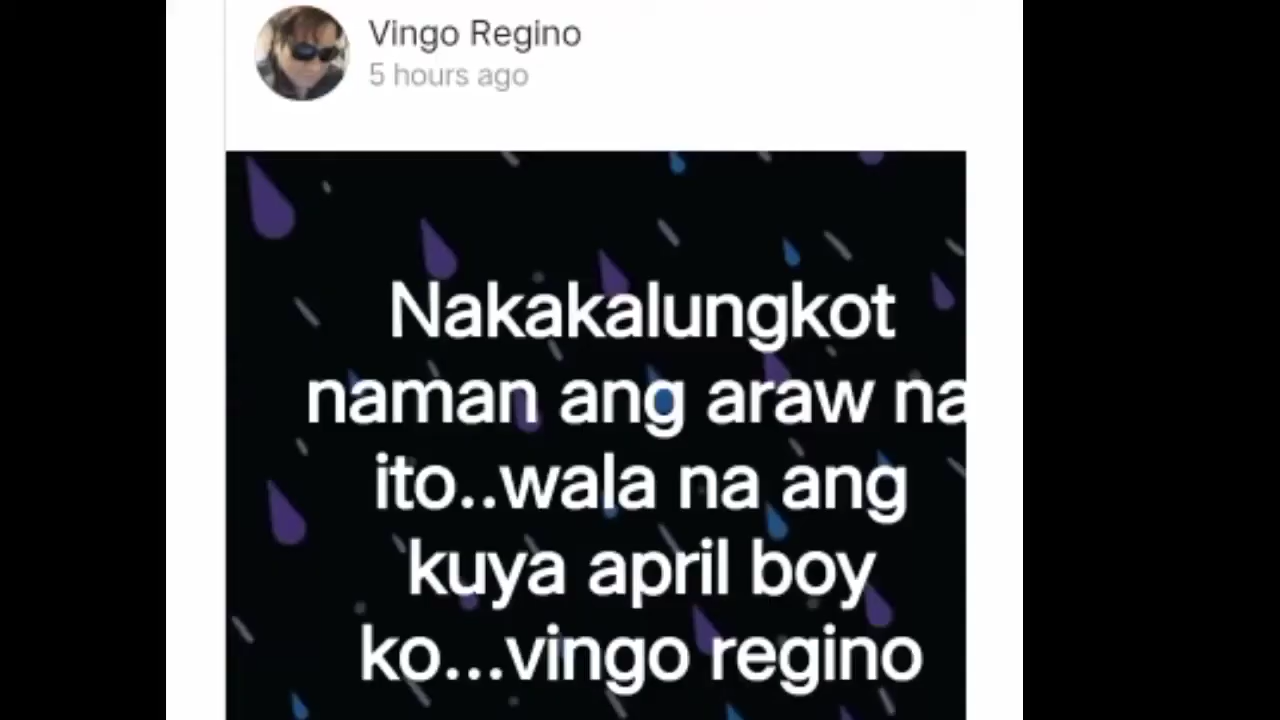 Vingo Regino
5 hours ago
Nakakalungkot
naman ang araw na
ito..wala na ang
kuya april boy
ko...vingo regino